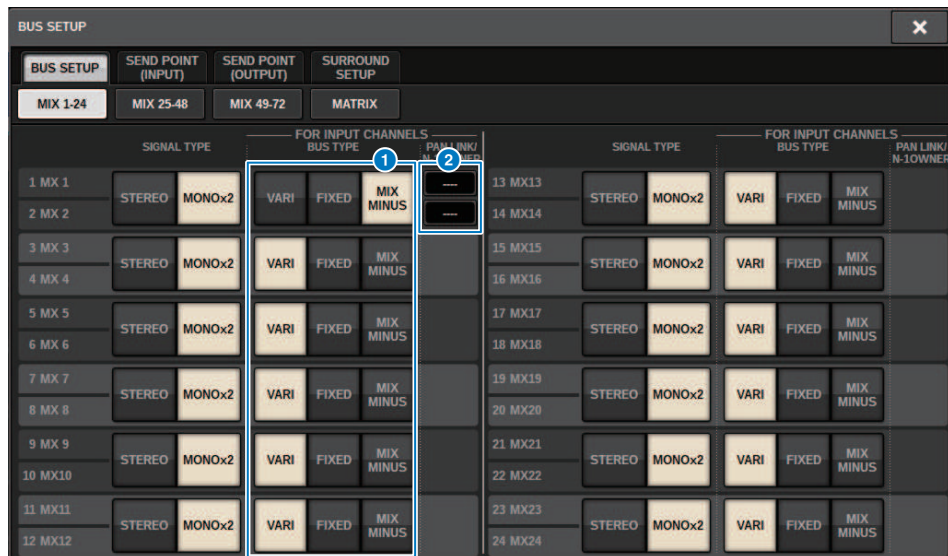 BUS SETUP
BUS SETUP
SEND POINT
(INPUT)
SEND POINT
(OUTPUT)
SURROUND
SETUP
MIX 1-24
MIX 25-48
MIX 49-72
MATRIX
SIGNAL TYPE
FOR INPUT CHANNELS
BUS TYPE
PAN LINK/
N-1OWNER
SIGNAL TYPE
FOR INPUT CHANNELS
BUS TYPE
PAN LINK/
N-1OWNER
1
2
1 MX 1
2 MX 2
STEREO MONOx2 VARI FIXED MIX MINUS
----
----
3 MX 3
4 MX 4
STEREO MONOx2 VARI FIXED MIX MINUS
5 MX 5
6 MX 6
STEREO MONOx2 VARI FIXED MIX MINUS
7 MX 7
8 MX 8
STEREO MONOx2 VARI FIXED MIX MINUS
9 MX 9
10 MX10
STEREO MONOx2 VARI FIXED MIX MINUS
11 MX11
12 MX12
STEREO MONOx2 VARI FIXED MIX MINUS
13 MX13
14 MX14
STEREO MONOx2 VARI FIXED MIX MINUS
15 MX15
16 MX16
STEREO MONOx2 VARI FIXED MIX MINUS
17 MX17
18 MX18
STEREO MONOx2 VARI FIXED MIX MINUS
19 MX19
20 MX20
STEREO MONOx2 VARI FIXED MIX MINUS
21 MX21
22 MX22
STEREO MONOx2 VARI FIXED MIX MINUS
23 MX23
24 MX24
STEREO MONOx2 VARI FIXED MIX MINUS